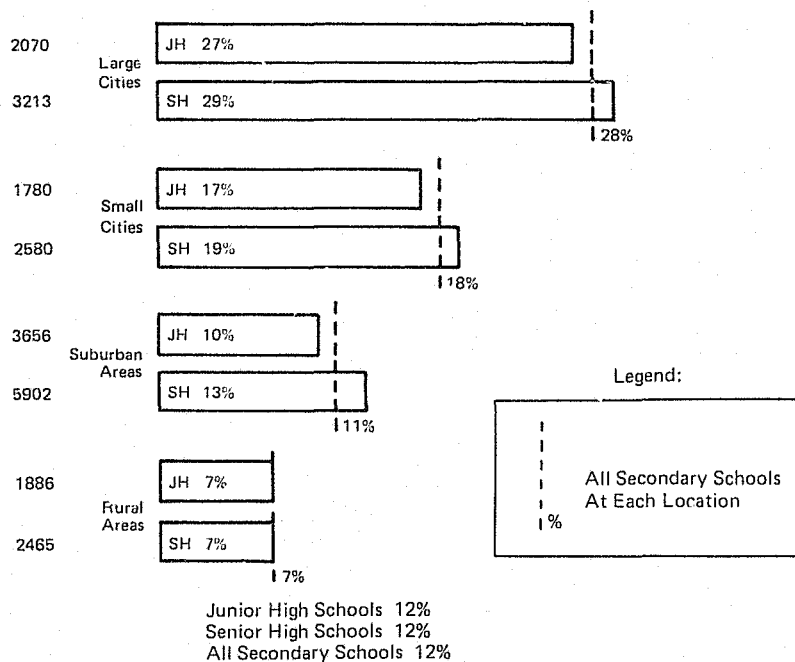 2070
Large
Cities
JH 27%
3213
SH 29%
28%
1780
Small
Cities
JH 17%
2580
SH 19%
18%
3656
Suburban
Areas
JH 10%
5902
SH 13%
11%
1886
Rural
Areas
JH 7%
2465
SH 7%
7%
Legend:
All Secondary Schools
At Each Location
%
Junior High Schools 12%
Senior High Schools 12%
All Secondary Schools 12%